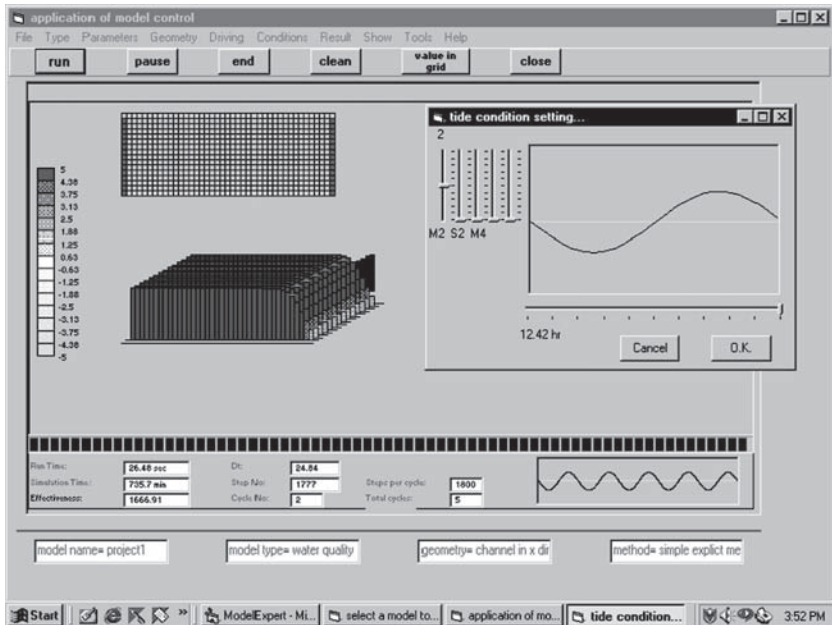 application of model control
File Type Parameters Geometry Driving Conditions Result Show Tools Help
run pause end clean value in grid close
tide condition setting...
2
M2 S2 M4
12.42 hr
Cancel O.K.
5
4.38
3.75
3.13
2.5
1.88
1.25
0.63
-0.63
-1.25
-1.88
-2.5
-3.13
-3.75
-4.38
-5
Run Time: 26.48 sec Dt: 24.84
Simulation Time: 735.7 min Step No: 1777 Steps per cycle: 1800
Effectiveness: 1666.91 Cycle No: 2 Total cycles: 5
model name= project1 model type= water quality geometry= channel in x dir method= simple explict me
Start » ModelExpert - Mi... select a model to... application of mo... tide condition... 3:52 PM